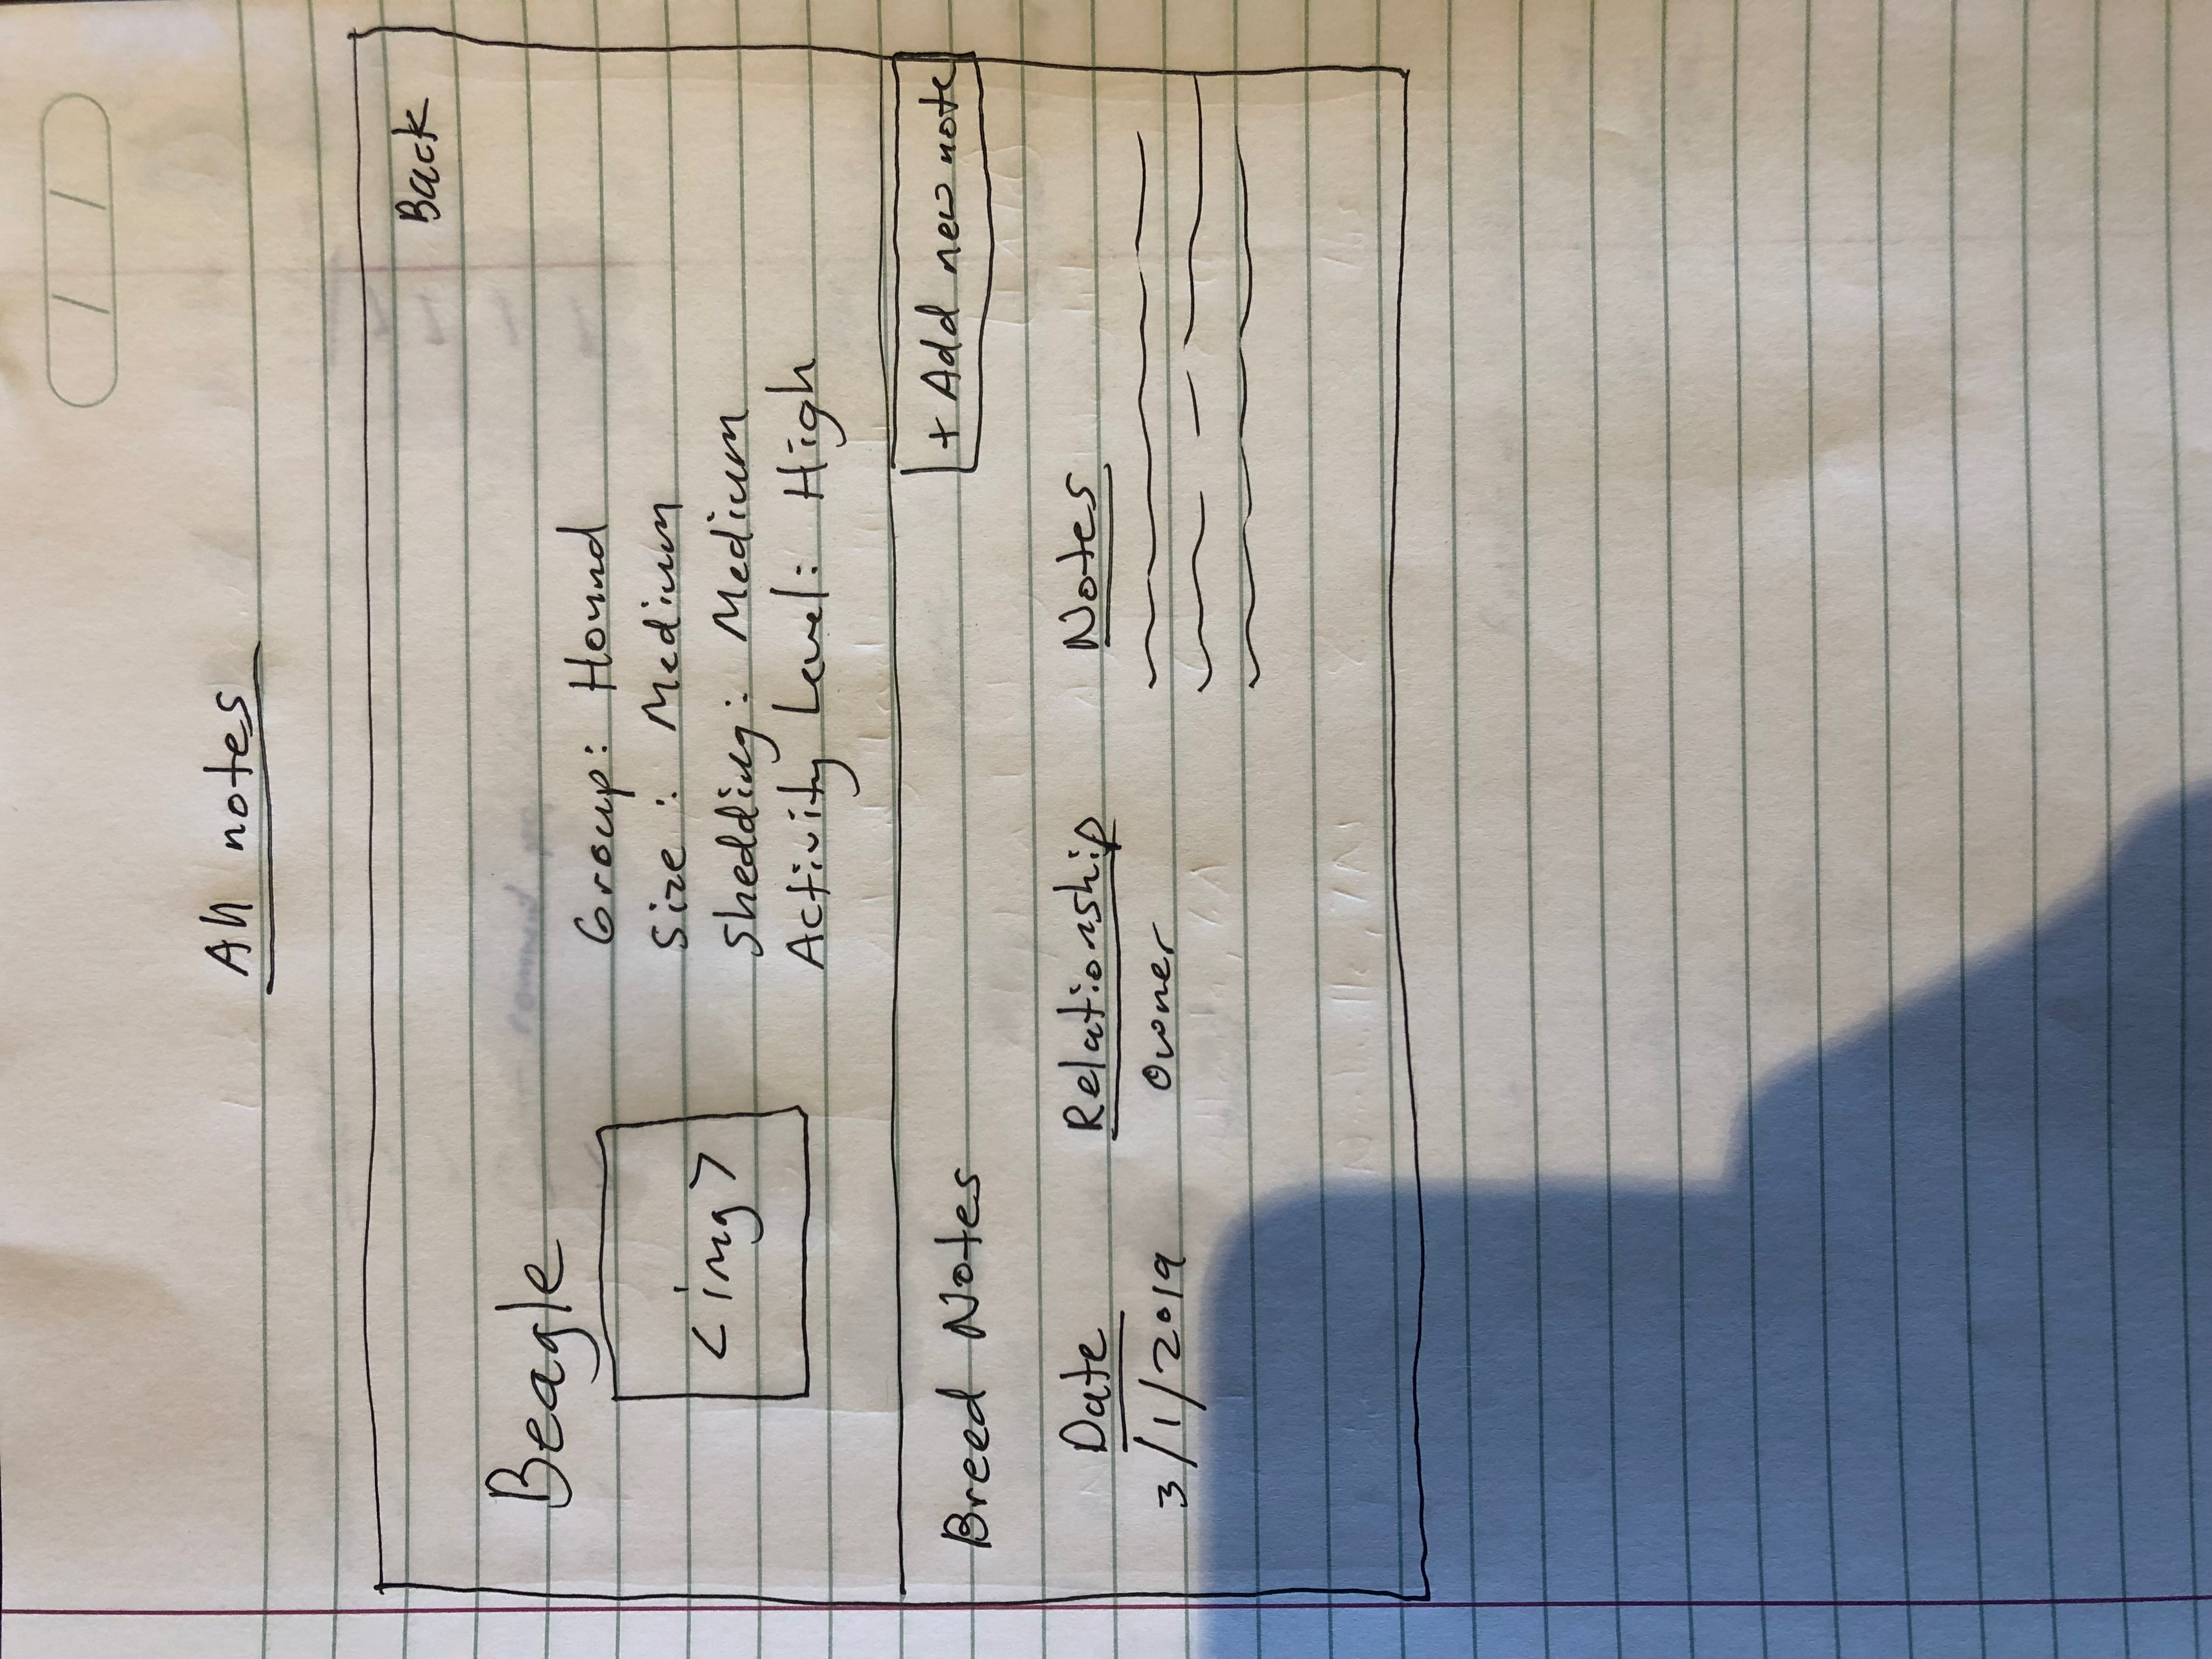 All notes
Back
Beagle
<img>
Group: Hound
Size : Medium
Shedding: Medium
Activity Level: High
Breed Notes
+ Add new note
Date Relationship Notes
3/1/2019 Owner